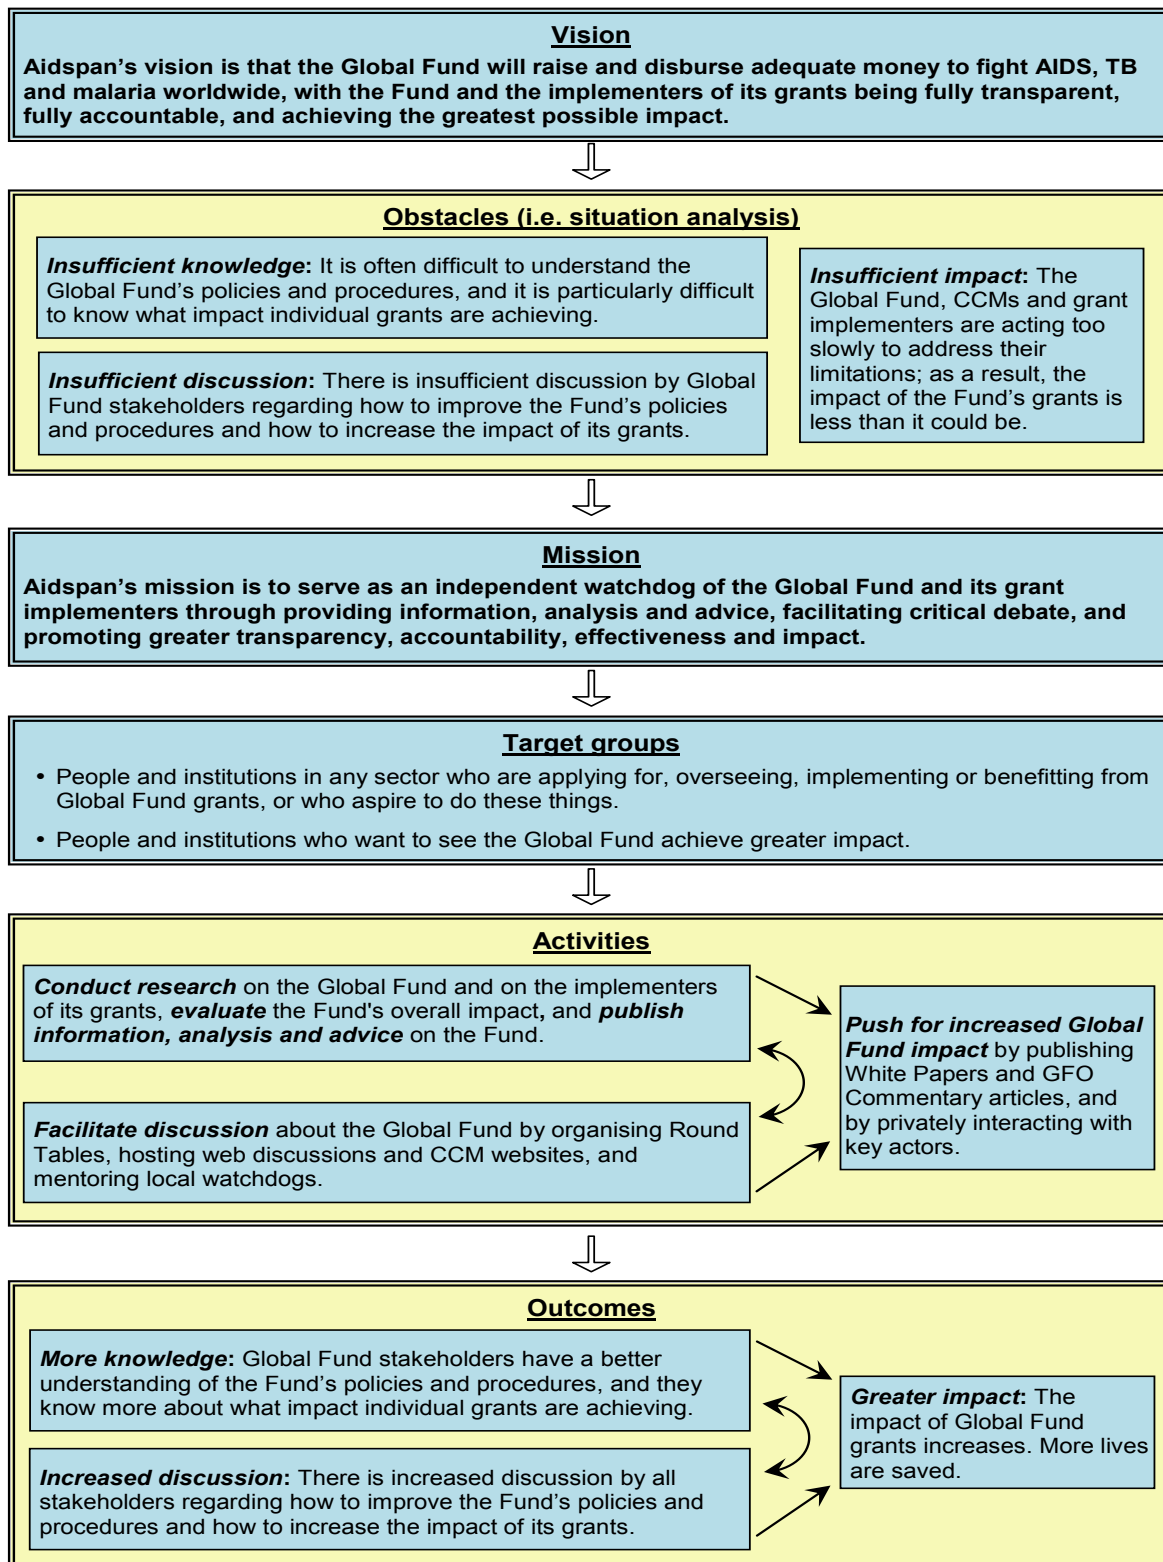 Vision
Aidspan’s vision is that the Global Fund will raise and disburse adequate money to fight AIDS, TB
and malaria worldwide, with the Fund and the implementers of its grants being fully transparent,
fully accountable, and achieving the greatest possible impact.
Obstacles (i.e. situation analysis)
Insufficient knowledge: It is often difficult to understand the
Global Fund’s policies and procedures, and it is particularly difficult
to know what impact individual grants are achieving.
Insufficient discussion: There is insufficient discussion by Global
Fund stakeholders regarding how to improve the Fund’s policies
and procedures and how to increase the impact of its grants.
Insufficient impact: The
Global Fund, CCMs and grant
implementers are acting too
slowly to address their
limitations; as a result, the
impact of the Fund’s grants is
less than it could be.
Mission
Aidspan’s mission is to serve as an independent watchdog of the Global Fund and its grant
implementers through providing information, analysis and advice, facilitating critical debate, and
promoting greater transparency, accountability, effectiveness and impact.
Target groups
• People and institutions in any sector who are applying for, overseeing, implementing or benefitting from
Global Fund grants, or who aspire to do these things.
• People and institutions who want to see the Global Fund achieve greater impact.
Activities
Conduct research on the Global Fund and on the implementers
of its grants, evaluate the Fund's overall impact, and publish
information, analysis and advice on the Fund.
Facilitate discussion about the Global Fund by organising Round
Tables, hosting web discussions and CCM websites, and
mentoring local watchdogs.
Push for increased Global
Fund impact by publishing
White Papers and GFO
Commentary articles, and
by privately interacting with
key actors.
Outcomes
More knowledge: Global Fund stakeholders have a better
understanding of the Fund’s policies and procedures, and they
know more about what impact individual grants are achieving.
Increased discussion: There is increased discussion by all
stakeholders regarding how to improve the Fund’s policies and
procedures and how to increase the impact of its grants.
Greater impact: The
impact of Global Fund
grants increases. More lives
are saved.